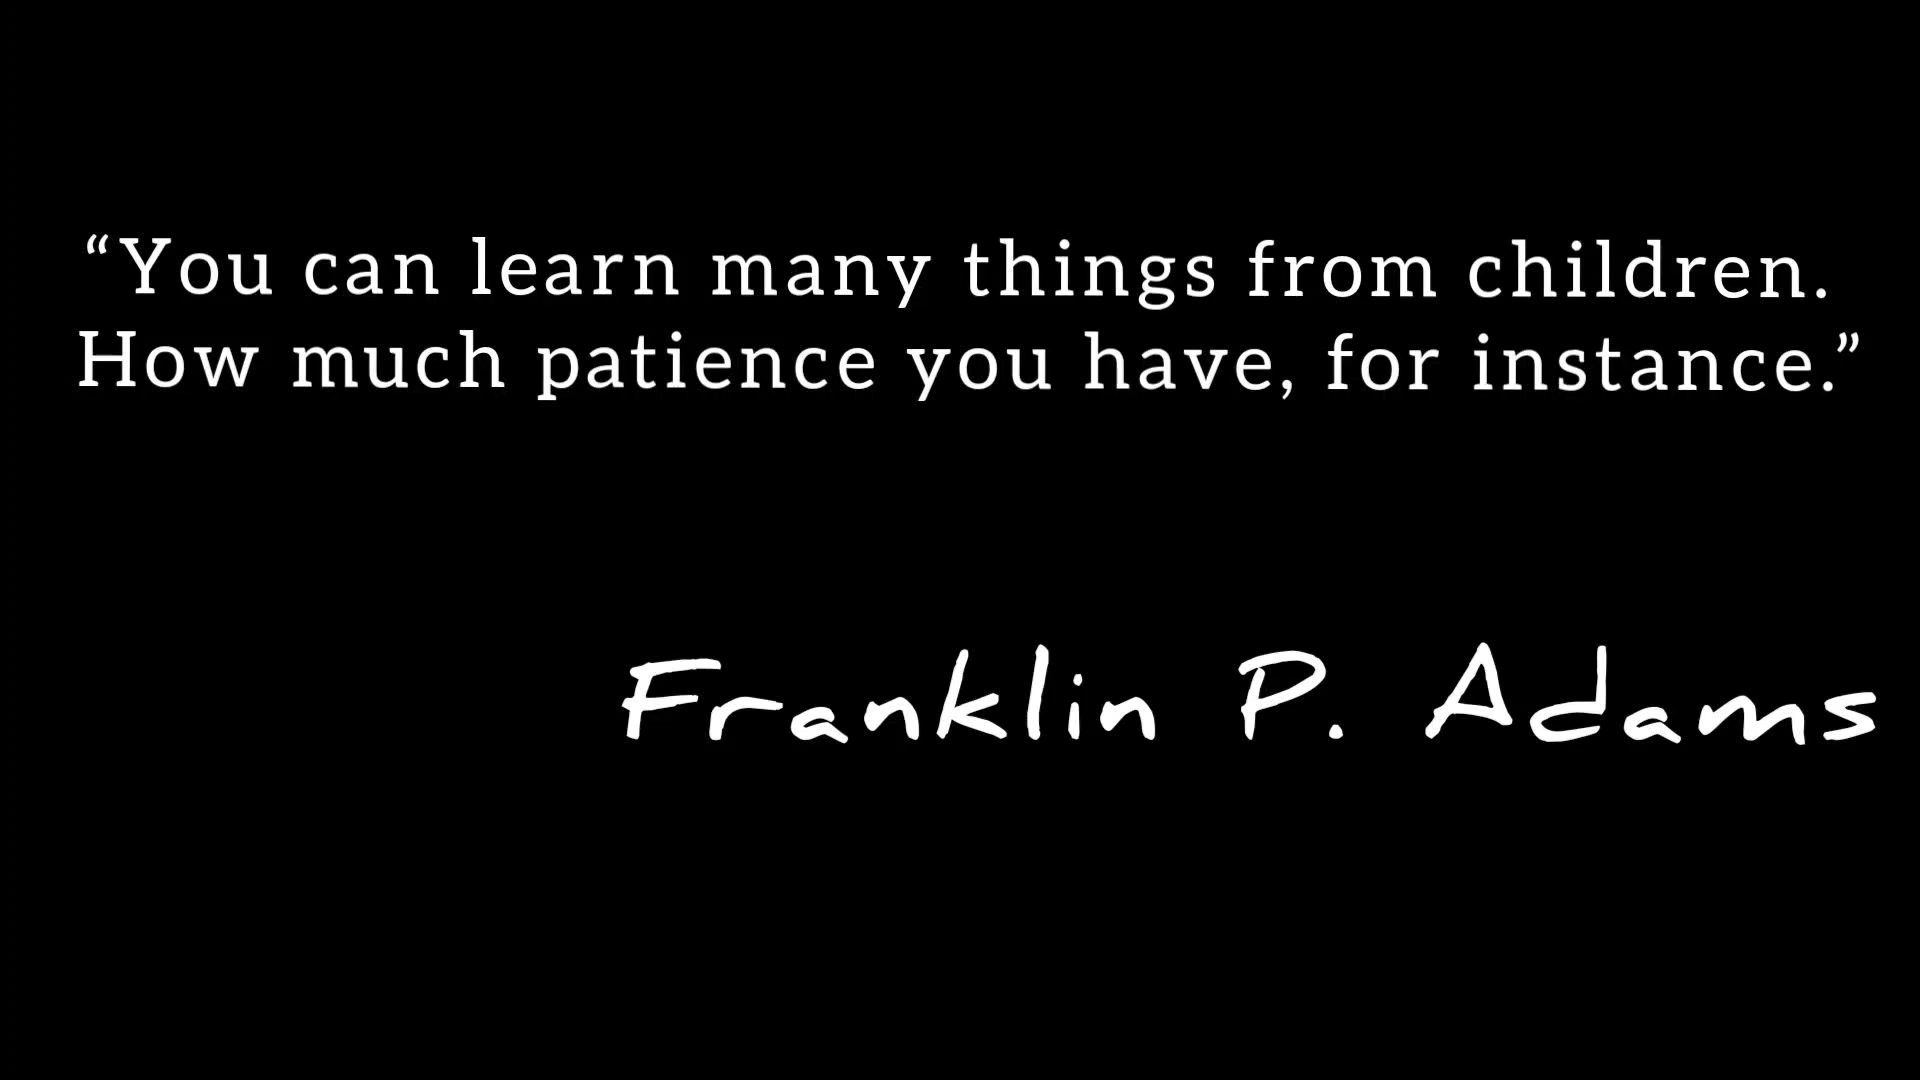 “You can learn many things from children.
How much patience you have, for instance.”
Franklin P. Adams